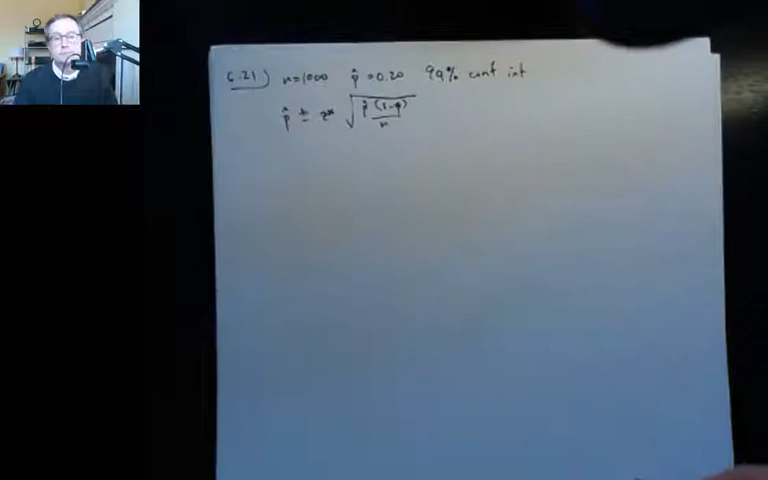 6.21) n=1000 p̂=0.20 99% conf int
p̂ ± z* √(p̂(1-p̂)/n)